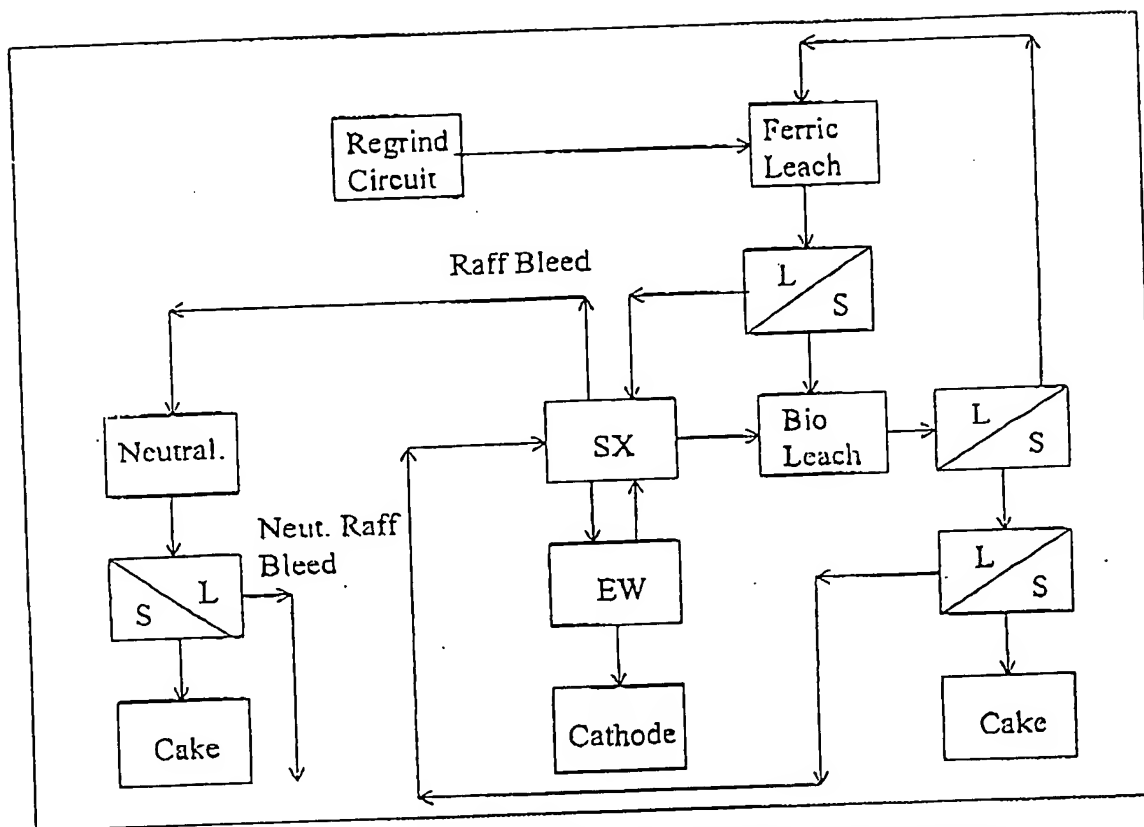 Regrind
Circuit
Ferric
Leach
Raff Bleed
L
S
Neutral.
SX
Bio
Leach
L
S
Neut. Raff
Bleed
S
L
EW
L
S
Cake
Cathode
Cake